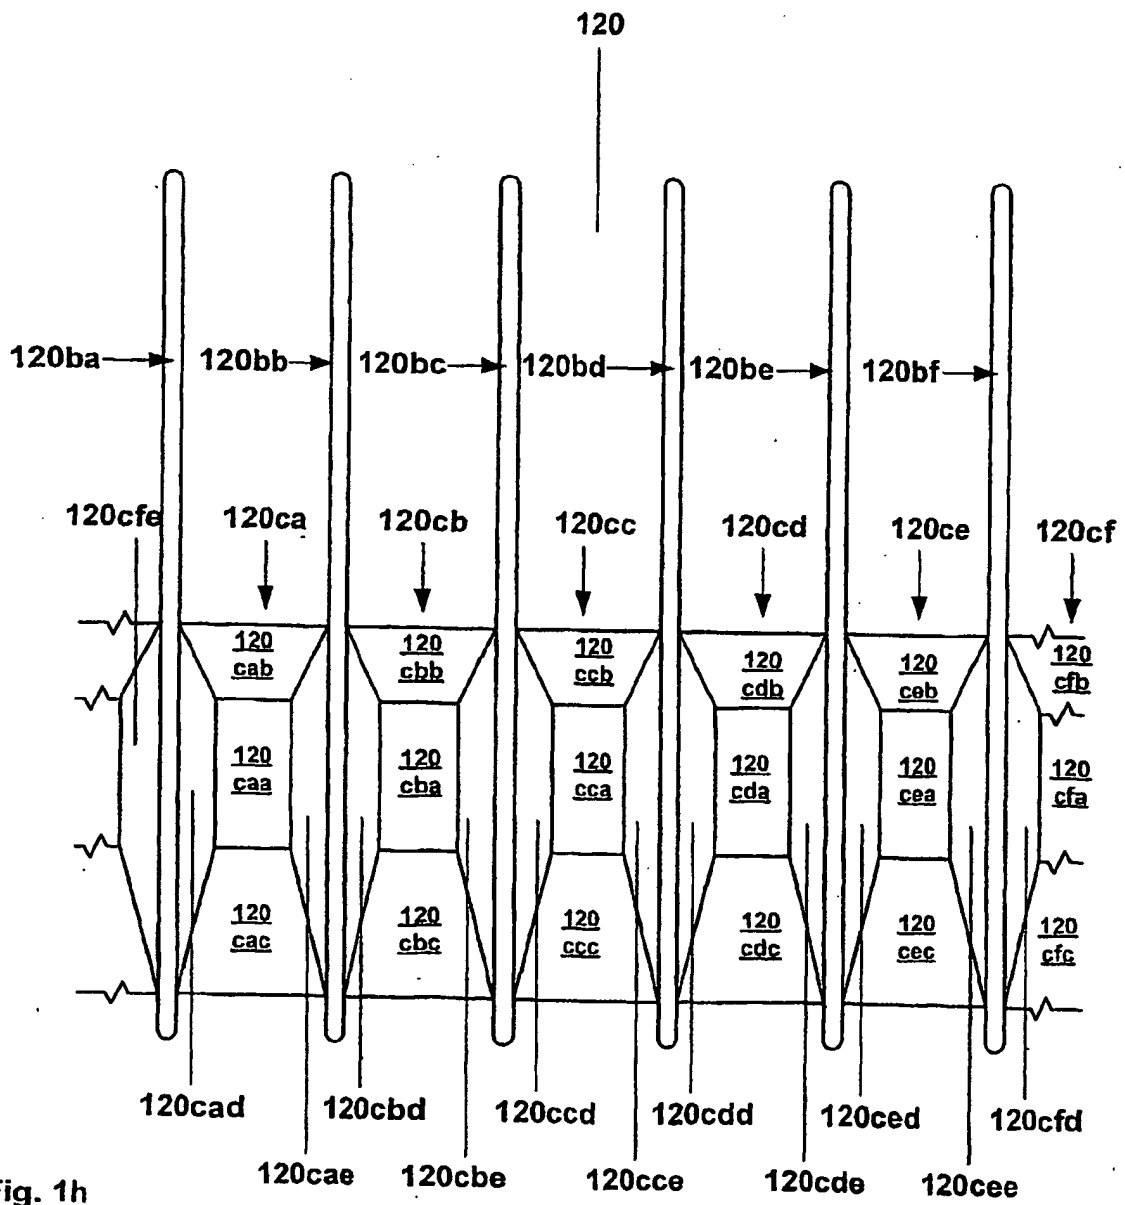 120
120ba 120bb 120bc 120bd 120be 120bf
120cfe 120ca 120cb 120cc 120cd 120ce 120cf
120 120 120 120 120 120
cab cbb ccb cdb ceb cfb
120 120 120 120 120 120
caa cba cca cda cea cfa
120 120 120 120 120 120
cac cbc ccc cdc cec cfc
120cad 120cbd 120ccd 120cdd 120ced 120cfd
120cae 120cbe 120cce 120cde 120cee
Fig. 1h